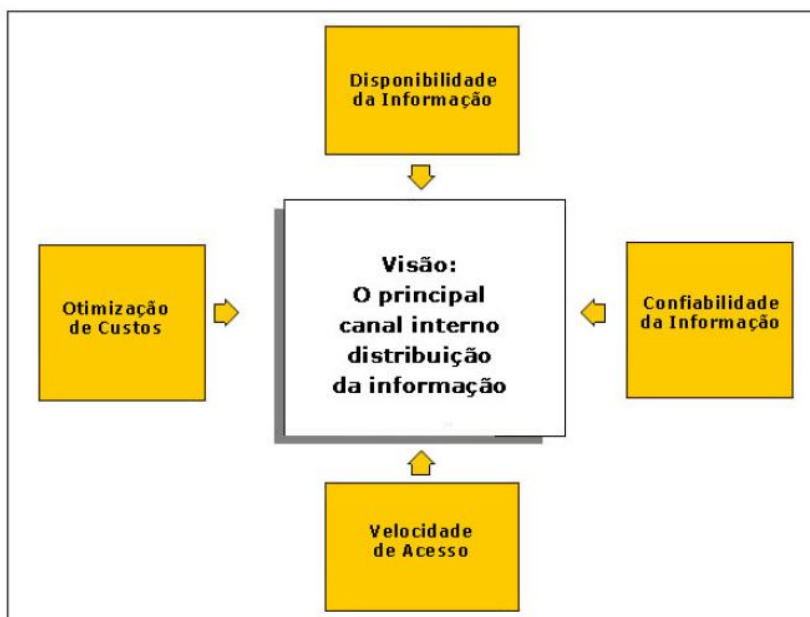 Disponibilidade
da Informação
Visão:
O principal
canal interno
distribuição
da informação
Otimização
de Custos
Confiabilidade
da Informação
Velocidade
de Acesso